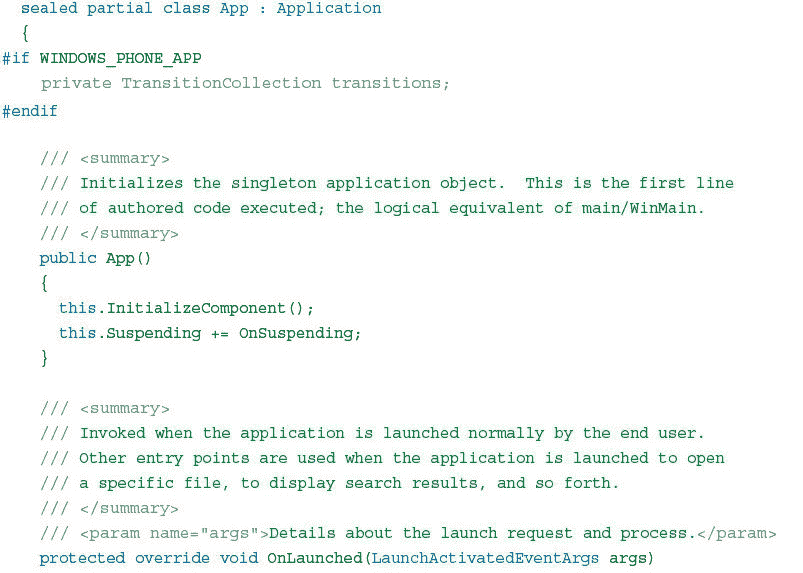 sealed partial class App : Application
{
#if WINDOWS_PHONE_APP
private TransitionCollection transitions;
#endif
/// <summary>
/// Initializes the singleton application object.  This is the first line
/// of authored code executed; the logical equivalent of main/WinMain.
/// </summary>
public App()
{
this.InitializeComponent();
this.Suspending += OnSuspending;
}
/// <summary>
/// Invoked when the application is launched normally by the end user.
/// Other entry points are used when the application is launched to open
/// a specific file, to display search results, and so forth.
/// </summary>
/// <param name="args">Details about the launch request and process.</param>
protected override void OnLaunched(LaunchActivatedEventArgs args)